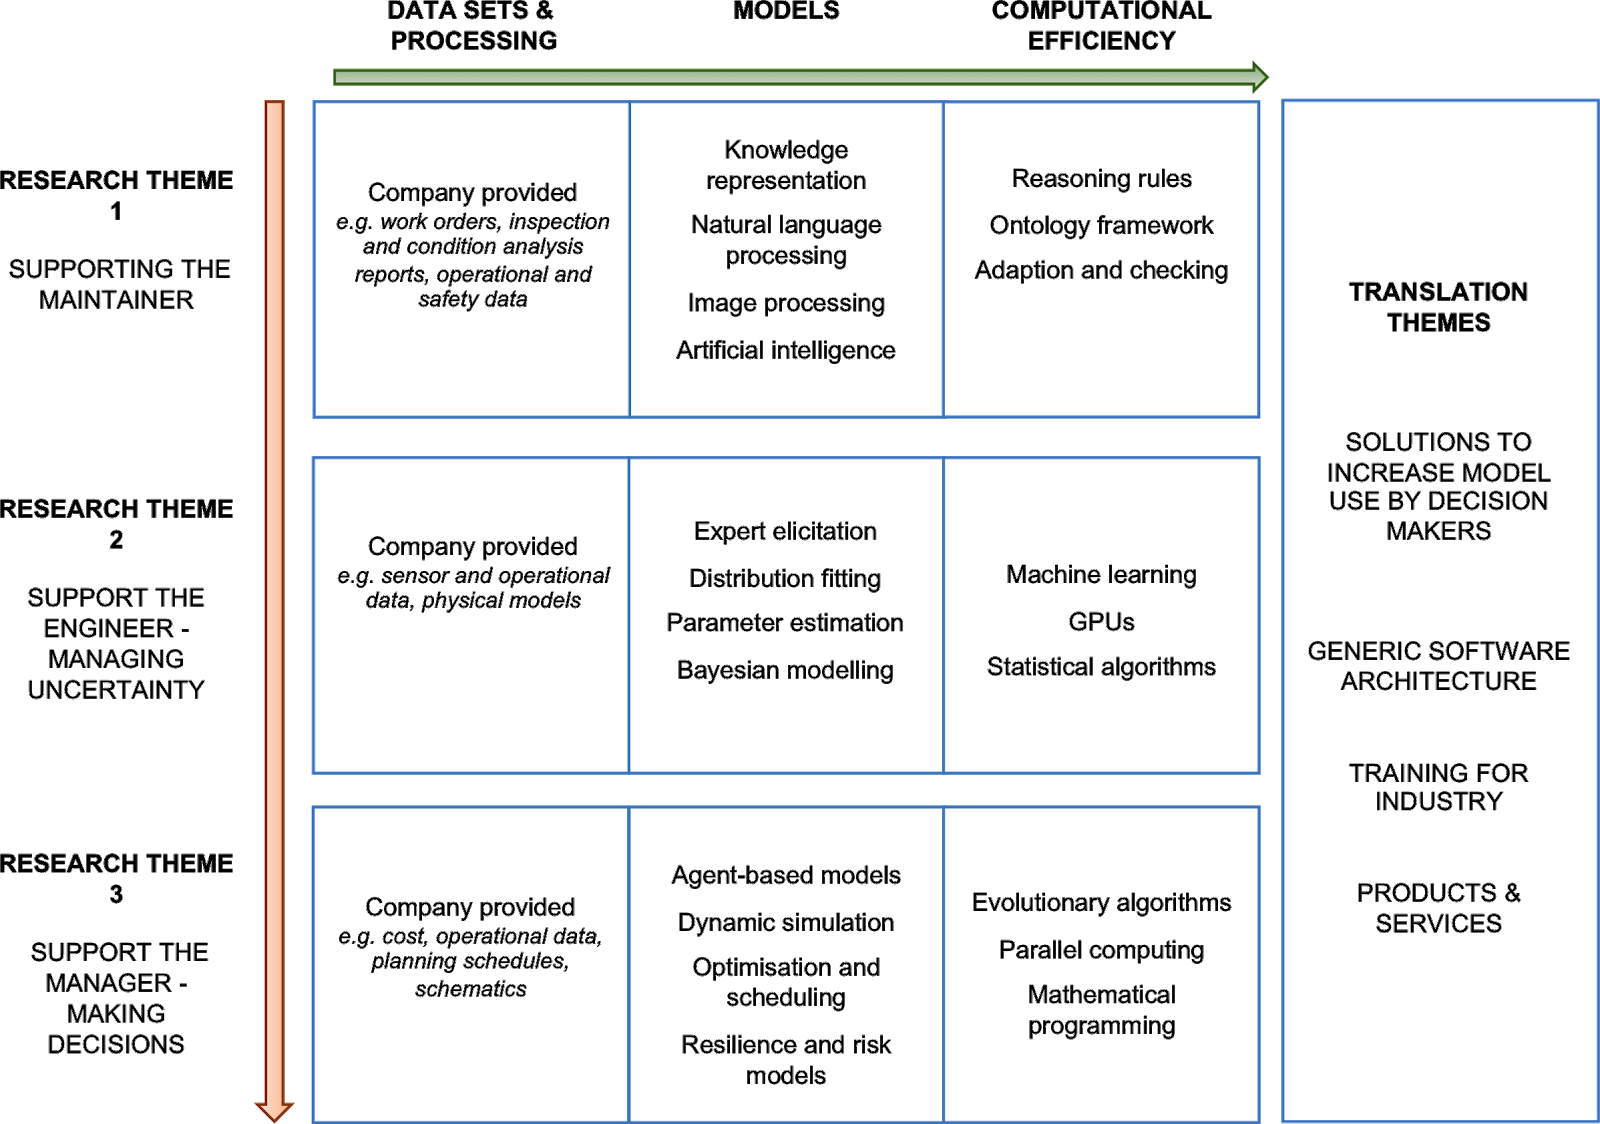 DATA SETS &
PROCESSING
MODELS
COMPUTATIONAL
EFFICIENCY
RESEARCH THEME
1
SUPPORTING THE
MAINTAINER
Company provided
e.g. work orders, inspection
and condition analysis
reports, operational and
safety data
Knowledge
representation
Natural language
processing
Image processing
Artificial intelligence
Reasoning rules
Ontology framework
Adaption and checking
RESEARCH THEME
2
SUPPORT THE
ENGINEER -
MANAGING
UNCERTAINTY
Company provided
e.g. sensor and operational
data, physical models
Expert elicitation
Distribution fitting
Parameter estimation
Bayesian modelling
Machine learning
GPUs
Statistical algorithms
RESEARCH THEME
3
SUPPORT THE
MANAGER -
MAKING
DECISIONS
Company provided
e.g. cost, operational data,
planning schedules,
schematics
Agent-based models
Dynamic simulation
Optimisation and
scheduling
Resilience and risk
models
Evolutionary algorithms
Parallel computing
Mathematical
programming
TRANSLATION
THEMES
SOLUTIONS TO
INCREASE MODEL
USE BY DECISION
MAKERS
GENERIC SOFTWARE
ARCHITECTURE
TRAINING FOR
INDUSTRY
PRODUCTS &
SERVICES